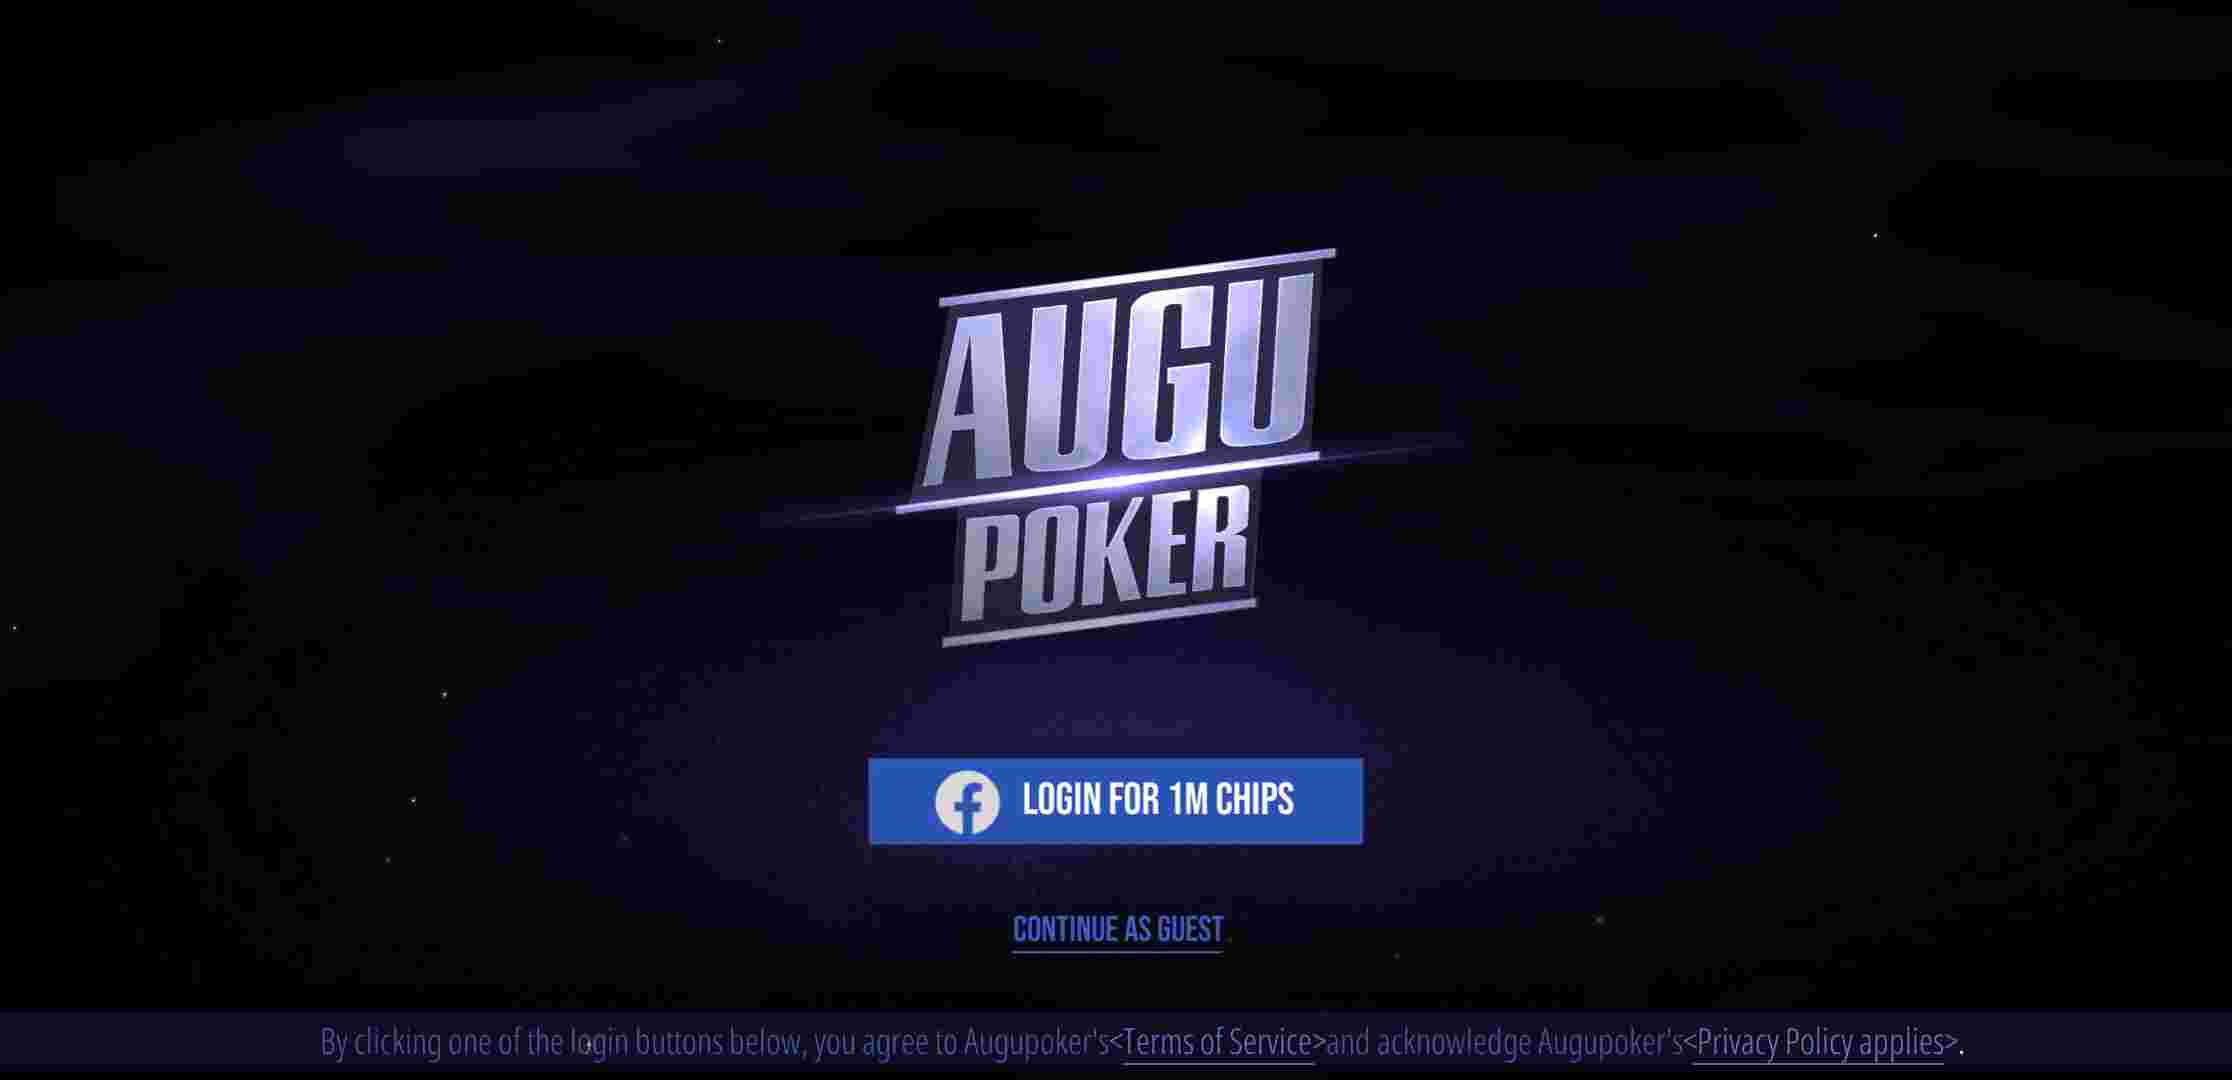 AUGU
POKER
LOGIN FOR 1M CHIPS
CONTINUE AS GUEST
By clicking one of the login buttons below, you agree to Augupoker's<Terms of Service>and acknowledge Augupoker's<Privacy Policy applies>.